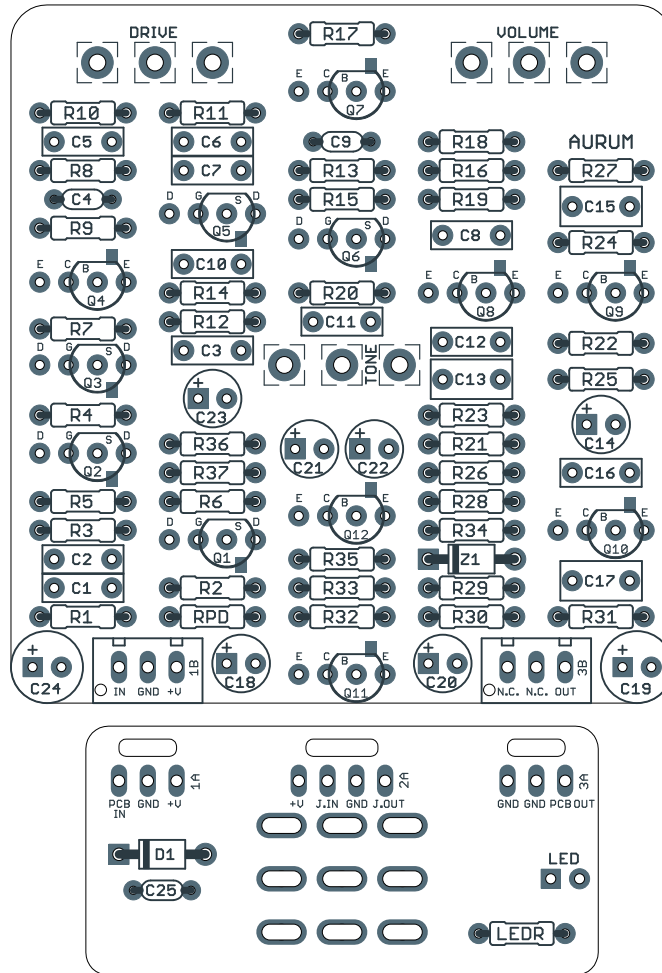 DRIVE
R17
VOLUME
E C B E
Q7
R10
R11
C5
C6
C9
R18
AURUM
R8
C7
R13
R16
R27
C4
R15
R19
C15
D G S D
Q5
R9
E C B E
Q6
C8
R24
C10
E C B E
Q4
R14
R20
E C B E
Q8
E C B E
Q9
R7
R12
C11
C3
C12
R22
D G S D
Q3
TONE
C13
R25
C23
R4
R23
C14
R36
C21
C22
R21
D G S D
Q2
R37
R26
C16
R5
R6
R28
E C B E
Q12
R3
R34
E C B E
Q10
D G S D
Q1
C2
R35
Z1
C1
R2
R33
R29
C17
R1
RPD
R32
R30
R31
C24
IN GND +V
1B
C18
E C B E
Q11
C20
N.C. N.C. OUT
3B
C19
1A
2A
3A
PCB IN GND +V
+V J.IN GND J.OUT
GND GND PCB OUT
D1
LED
C25
LEDR